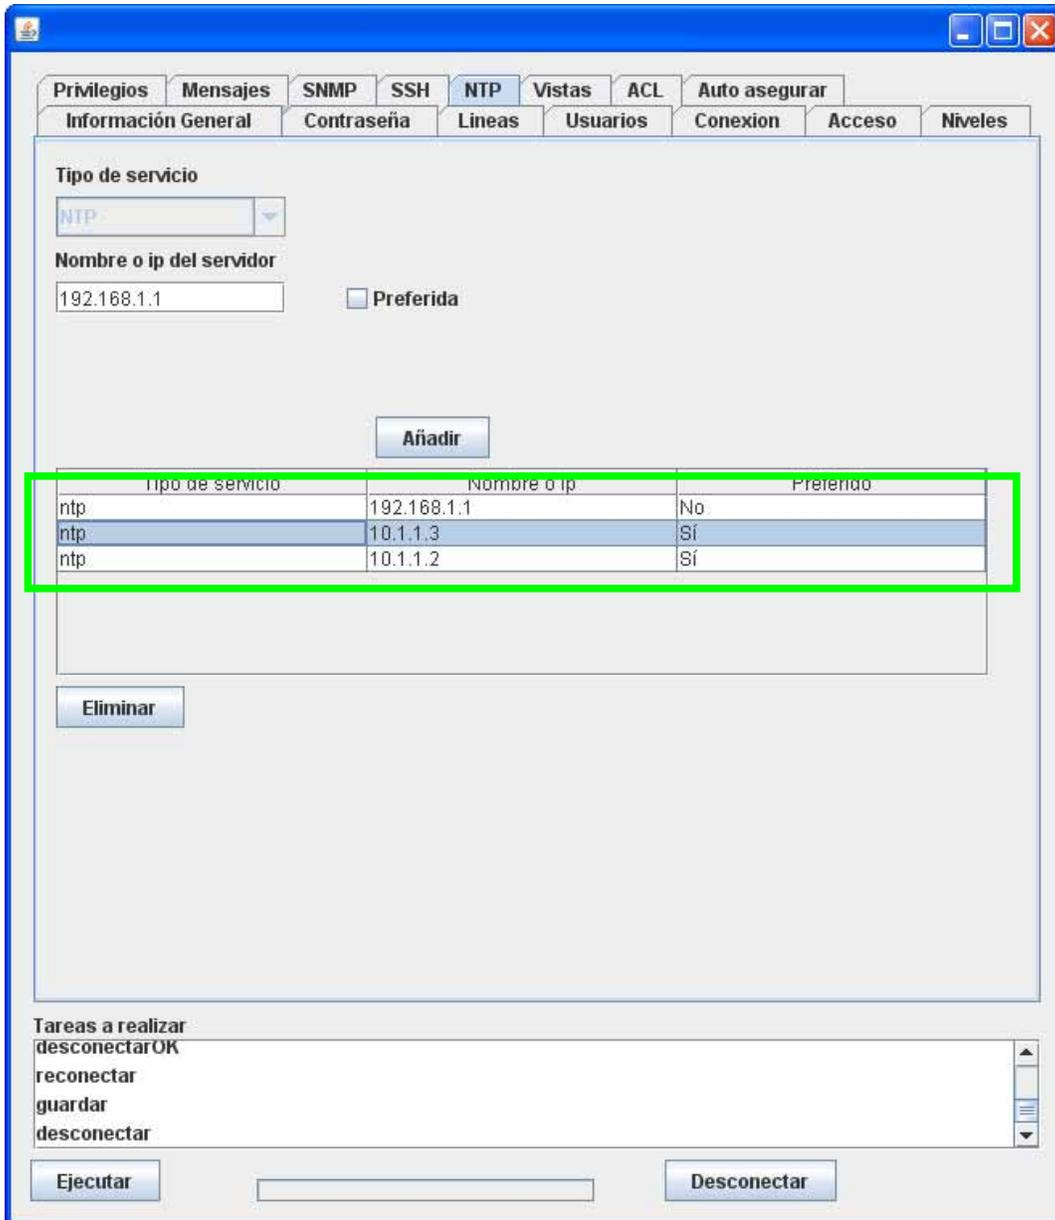 Privilegios Mensajes SNMP SSH NTP Vistas ACL Auto asegurar
Información General Contraseña Lineas Usuarios Conexion Acceso Niveles
Tipo de servicio
NTP
Nombre o ip del servidor
192.168.1.1 Preferida
Añadir
Tipo de servicio Nombre o ip Preferido
ntp 192.168.1.1 No
ntp 10.1.1.3 Sí
ntp 10.1.1.2 Sí
Eliminar
Tareas a realizar
desconectarOK
reconectar
guardar
desconectar
Ejecutar Desconectar